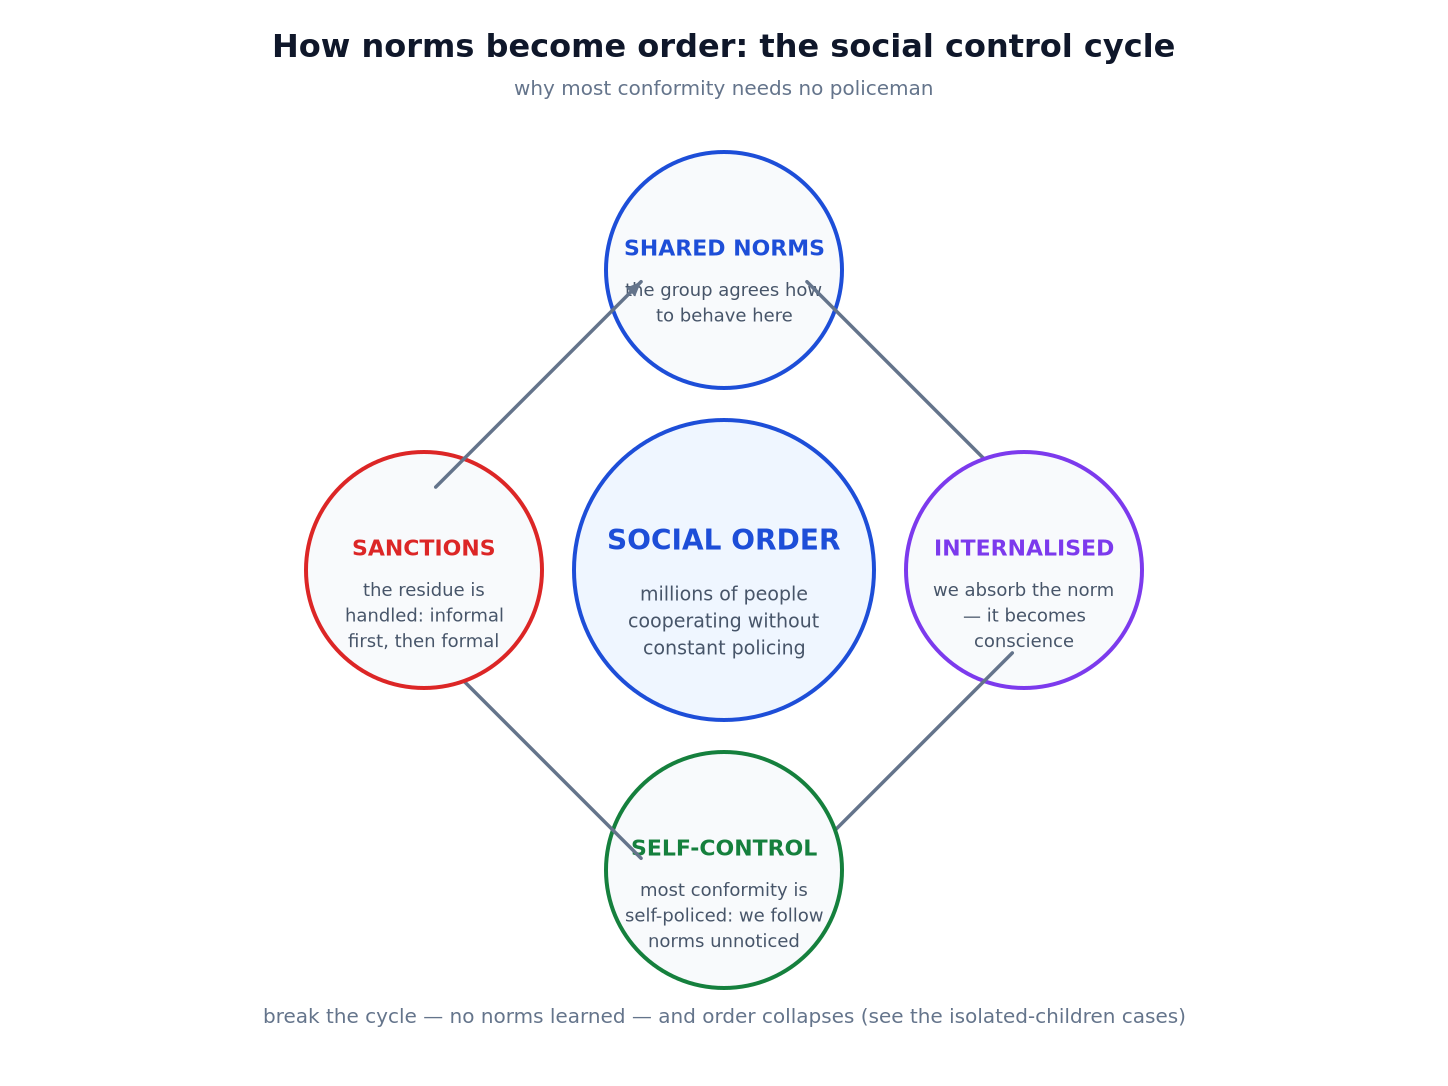 How norms become order: the social control cycle
why most conformity needs no policeman
SHARED NORMS
the group agrees how
to behave here
SANCTIONS
the residue is
handled: informal
first, then formal
SOCIAL ORDER
millions of people
cooperating without
constant policing
INTERNALISED
we absorb the norm
— it becomes
conscience
SELF-CONTROL
most conformity is
self-policed: we follow
norms unnoticed
break the cycle — no norms learned — and order collapses (see the isolated-children cases)